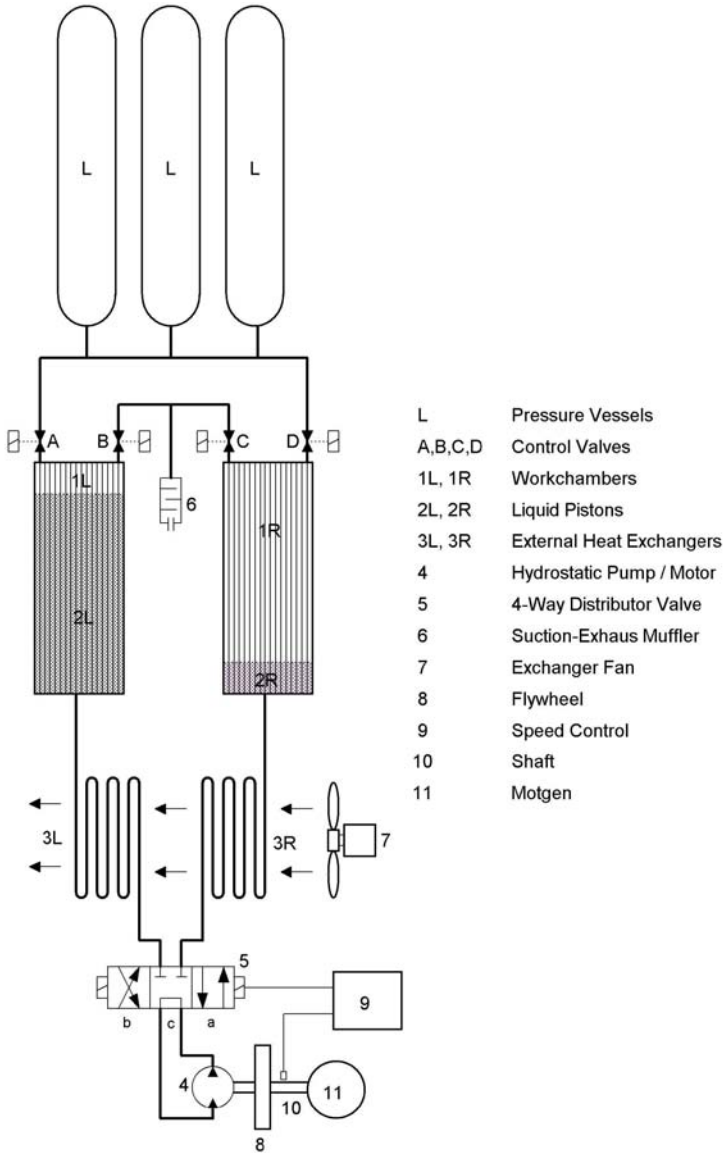 L L L
A B C D
1L
6
1R
2L
2R
3L 3R 7
5
9
b c a
4
10 11
8
L Pressure Vessels
A,B,C,D Control Valves
1L, 1R Workchambers
2L, 2R Liquid Pistons
3L, 3R External Heat Exchangers
4 Hydrostatic Pump / Motor
5 4-Way Distributor Valve
6 Suction-Exhaus Muffler
7 Exchanger Fan
8 Flywheel
9 Speed Control
10 Shaft
11 Motgen